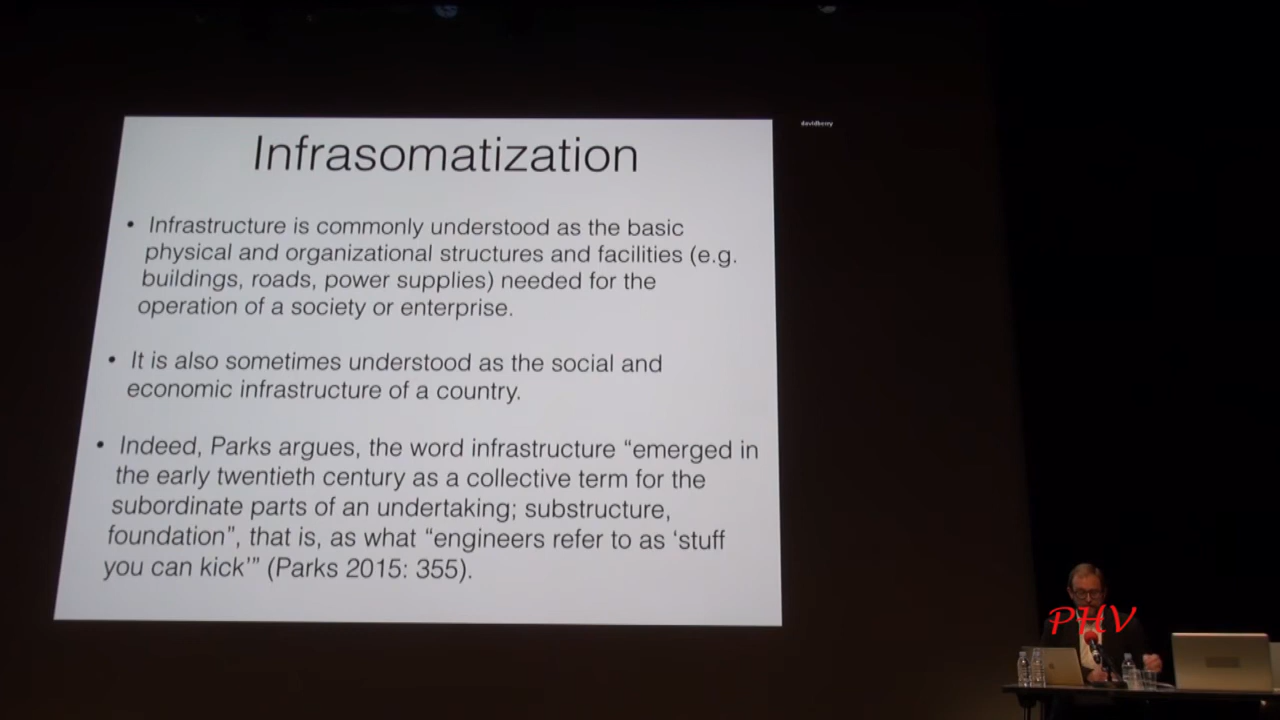 davidberry
Infrasomatization
• Infrastructure is commonly understood as the basic
physical and organizational structures and facilities (e.g.
buildings, roads, power supplies) needed for the
operation of a society or enterprise.
• It is also sometimes understood as the social and
economic infrastructure of a country.
• Indeed, Parks argues, the word infrastructure “emerged in
the early twentieth century as a collective term for the
subordinate parts of an undertaking; substructure,
foundation”, that is, as what “engineers refer to as ‘stuff
you can kick’” (Parks 2015: 355).
PHV